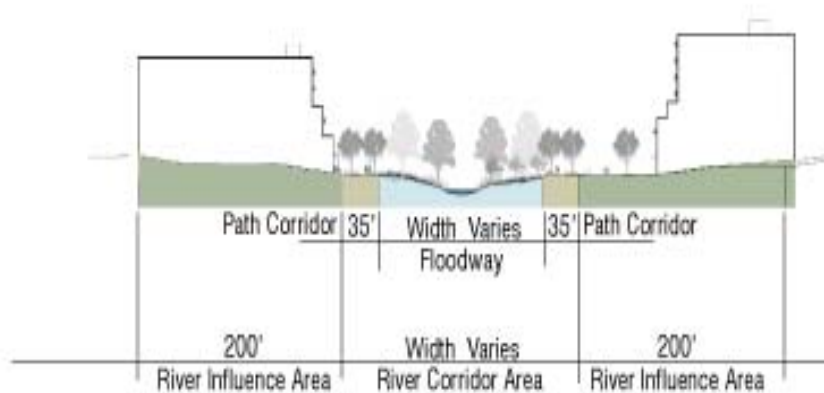 Path Corridor 35' Width Varies 35' Path Corridor
Floodway
200' Width Varies 200'
River Influence Area River Corridor Area River Influence Area